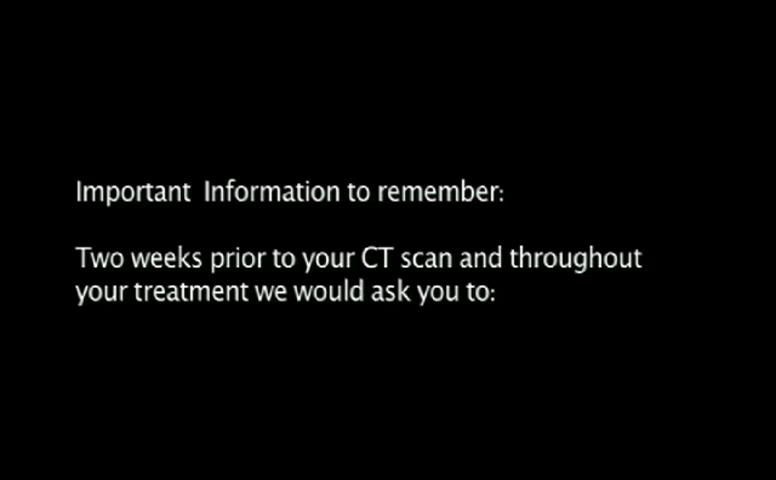 Important  Information to remember:
Two weeks prior to your CT scan and throughout
your treatment we would ask you to: